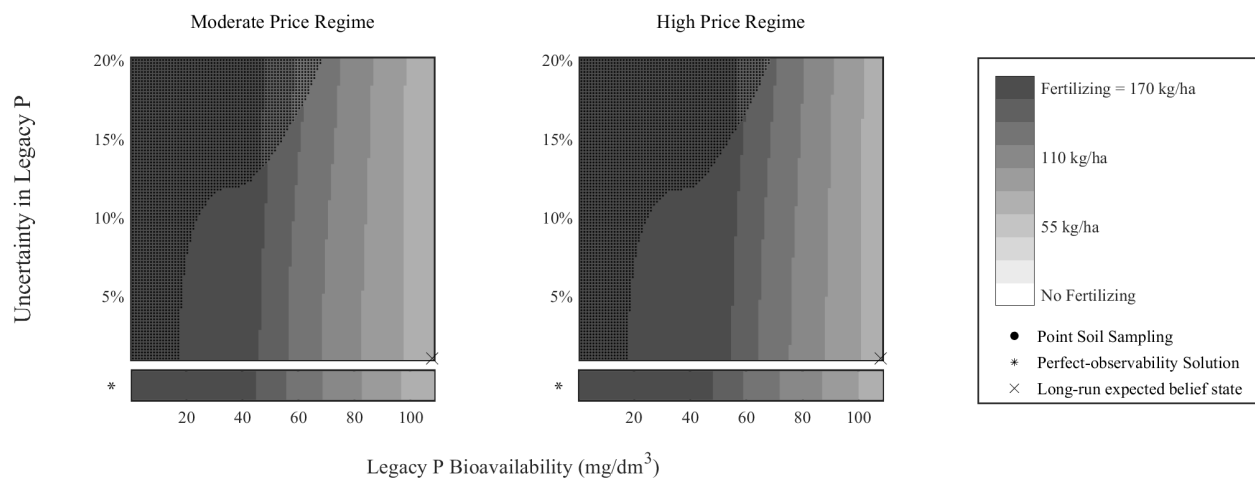 Moderate Price Regime
High Price Regime
Uncertainty in Legacy P
20%
15%
10%
5%
20%
15%
10%
5%
*
20 40 60 80 100
*
20 40 60 80 100
Legacy P Bioavailability (mg/dm³)
Fertilizing = 170 kg/ha
110 kg/ha
55 kg/ha
No Fertilizing
Point Soil Sampling
* Perfect-observability Solution
× Long-run expected belief state